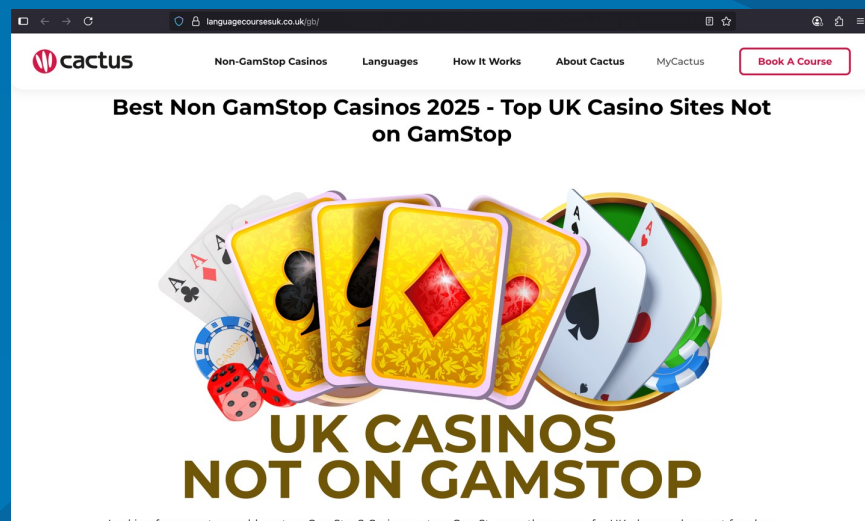 languagecoursesuk.co.uk/gb/
cactus
Non-GamStop Casinos
Languages
How It Works
About Cactus
MyCactus
Book A Course
Best Non GamStop Casinos 2025 - Top UK Casino Sites Not
on GamStop
A
A
A
A
A
A
CASINO
UK CASINOS
NOT ON GAMSTOP